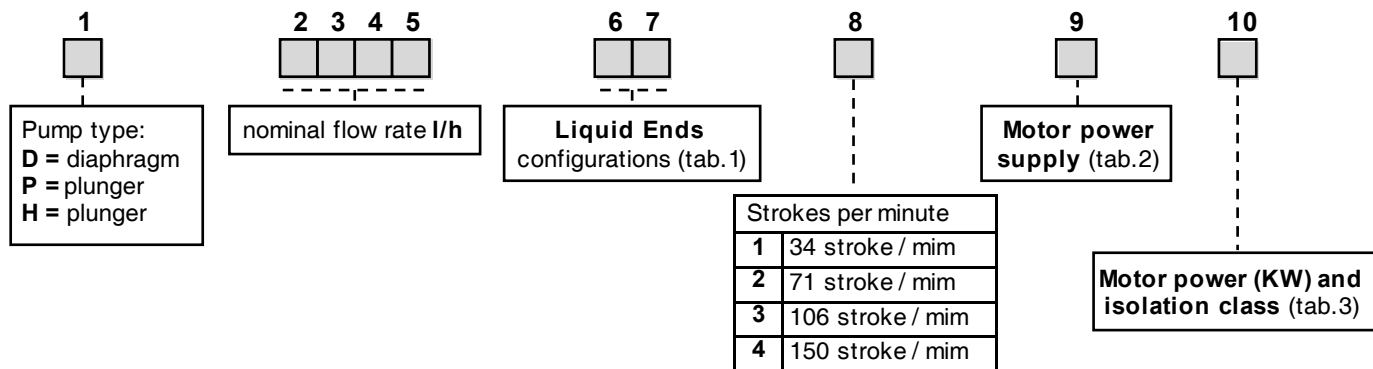 1 2 3 4 5 6 7 8 9 10
Pump type:
D = diaphragm
P = plunger
H = plunger
nominal flow rate l/h
Liquid Ends
configurations (tab.1)
Strokes per minute
1 34 stroke / mim
2 71 stroke / mim
3 106 stroke / mim
4 150 stroke / mim
Motor power
supply (tab.2)
Motor power (KW) and
isolation class (tab.3)